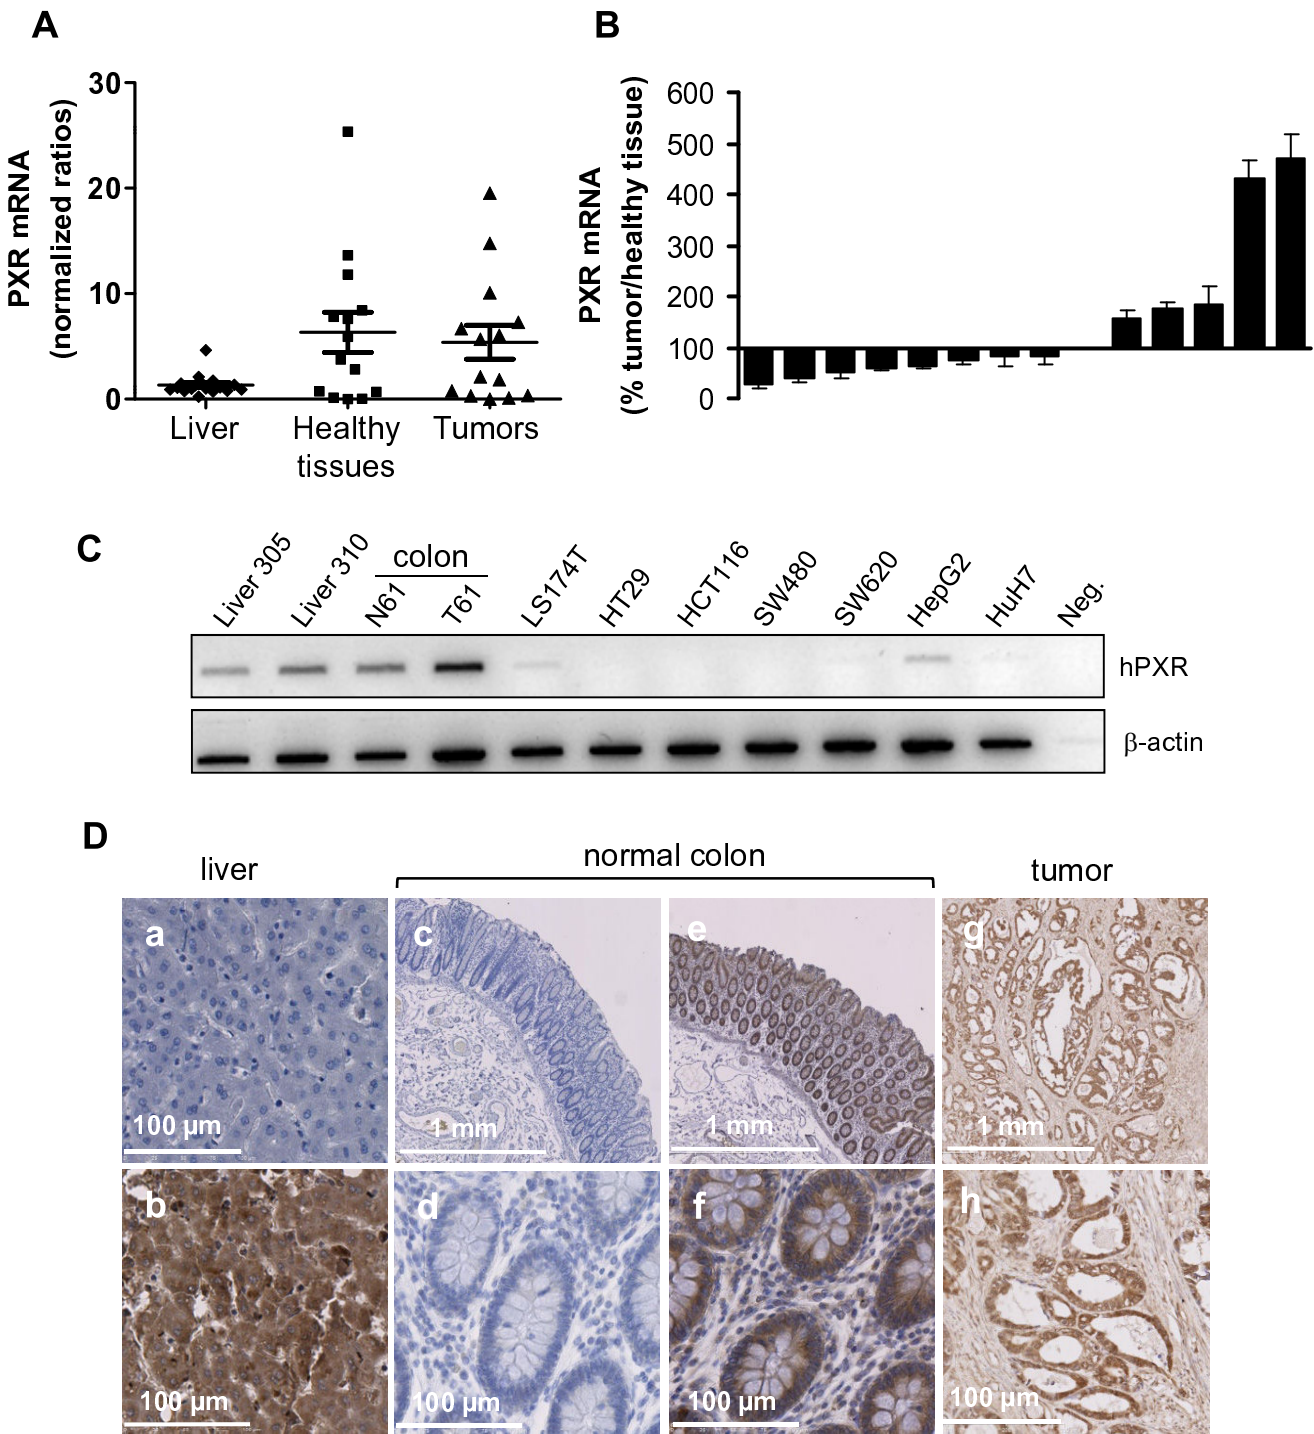 A
PXR mRNA
(normalized ratios)
30
20
10
0
Liver
Healthy
tissues
Tumors
B
PXR mRNA
(% tumor/healthy tissue)
600
500
400
300
200
100
0
C
Liver 305
Liver 310
colon
N61
T61
LS174T
HT29
HCT116
SW480
SW620
HepG2
HuH7
Neg.
hPXR
β-actin
D
liver
normal colon
tumor
a
100 µm
c
1 mm
e
1 mm
g
1 mm
b
100 µm
d
100 µm
f
100 µm
h
100 µm